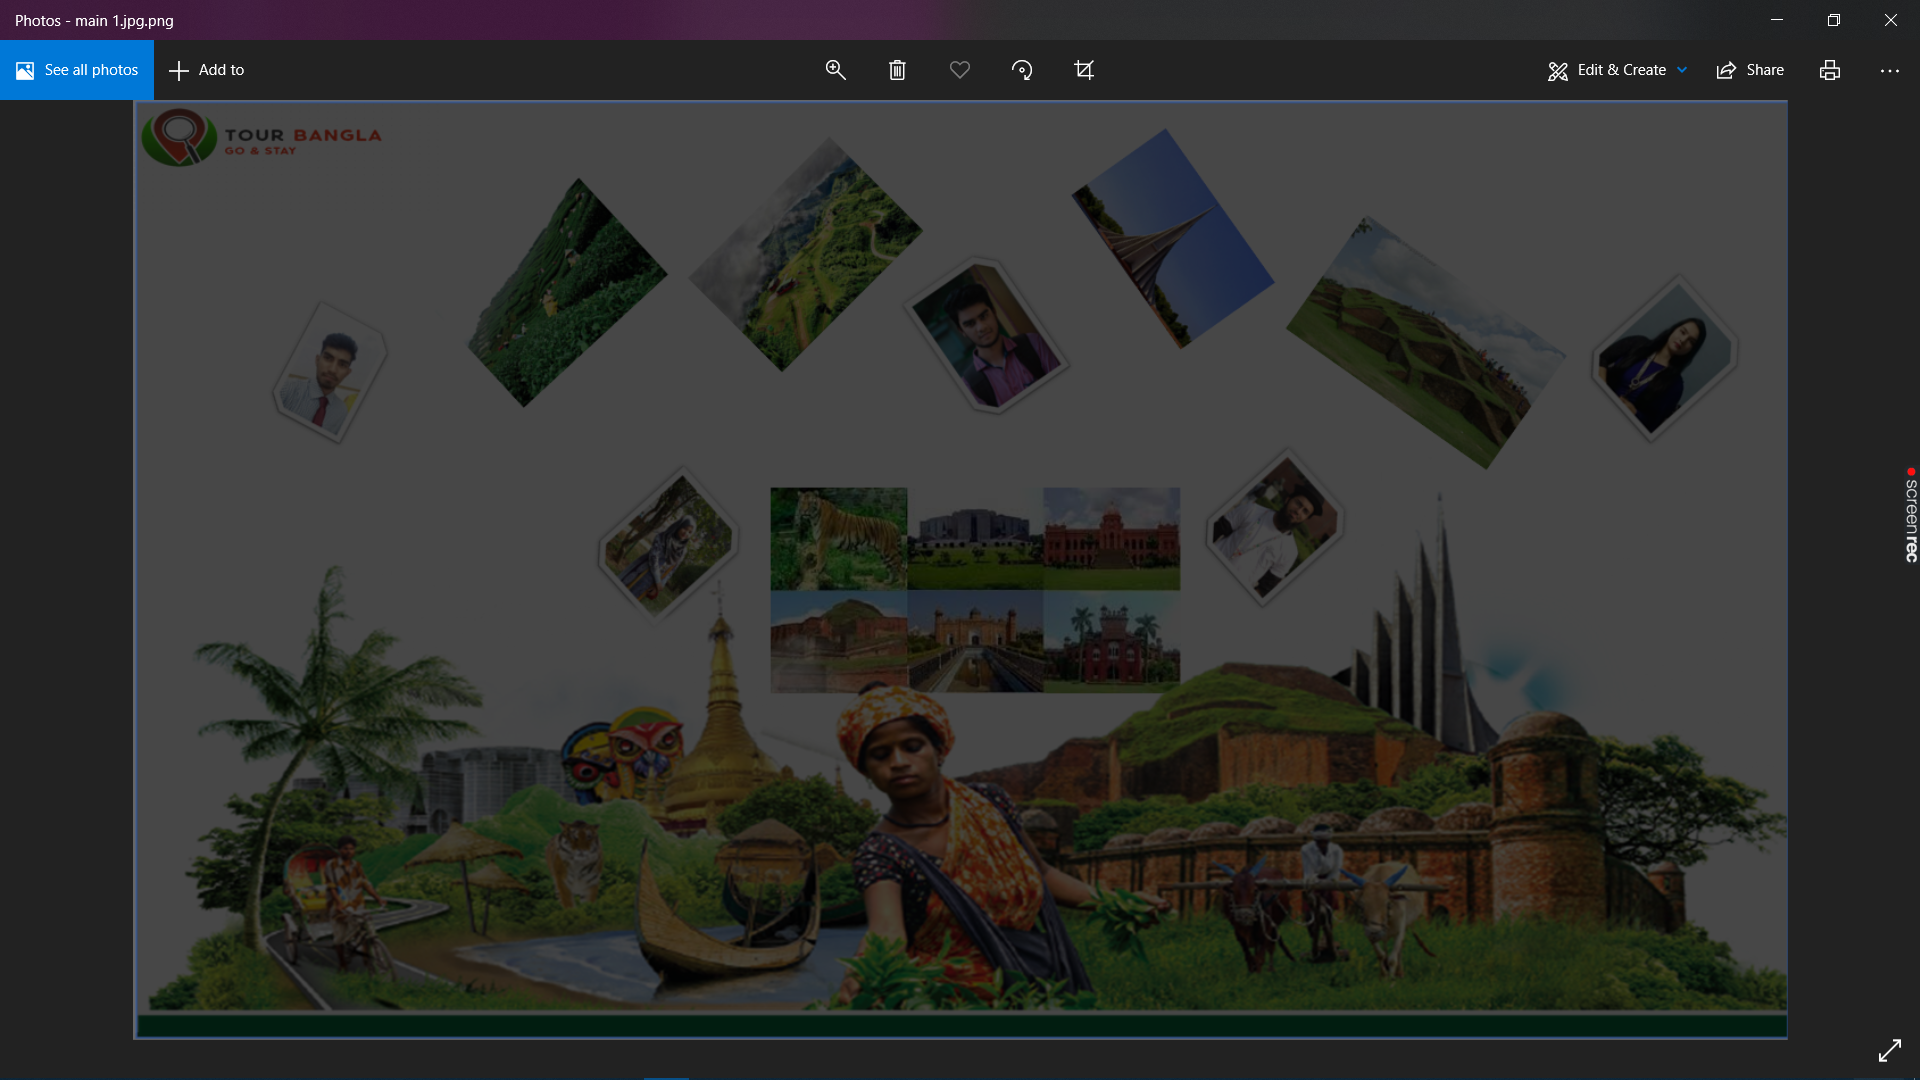 Photos - main 1.jpg.png
See all photos
Add to
Edit & Create
Share
TOUR BANGLA
GO & STAY
screenrec